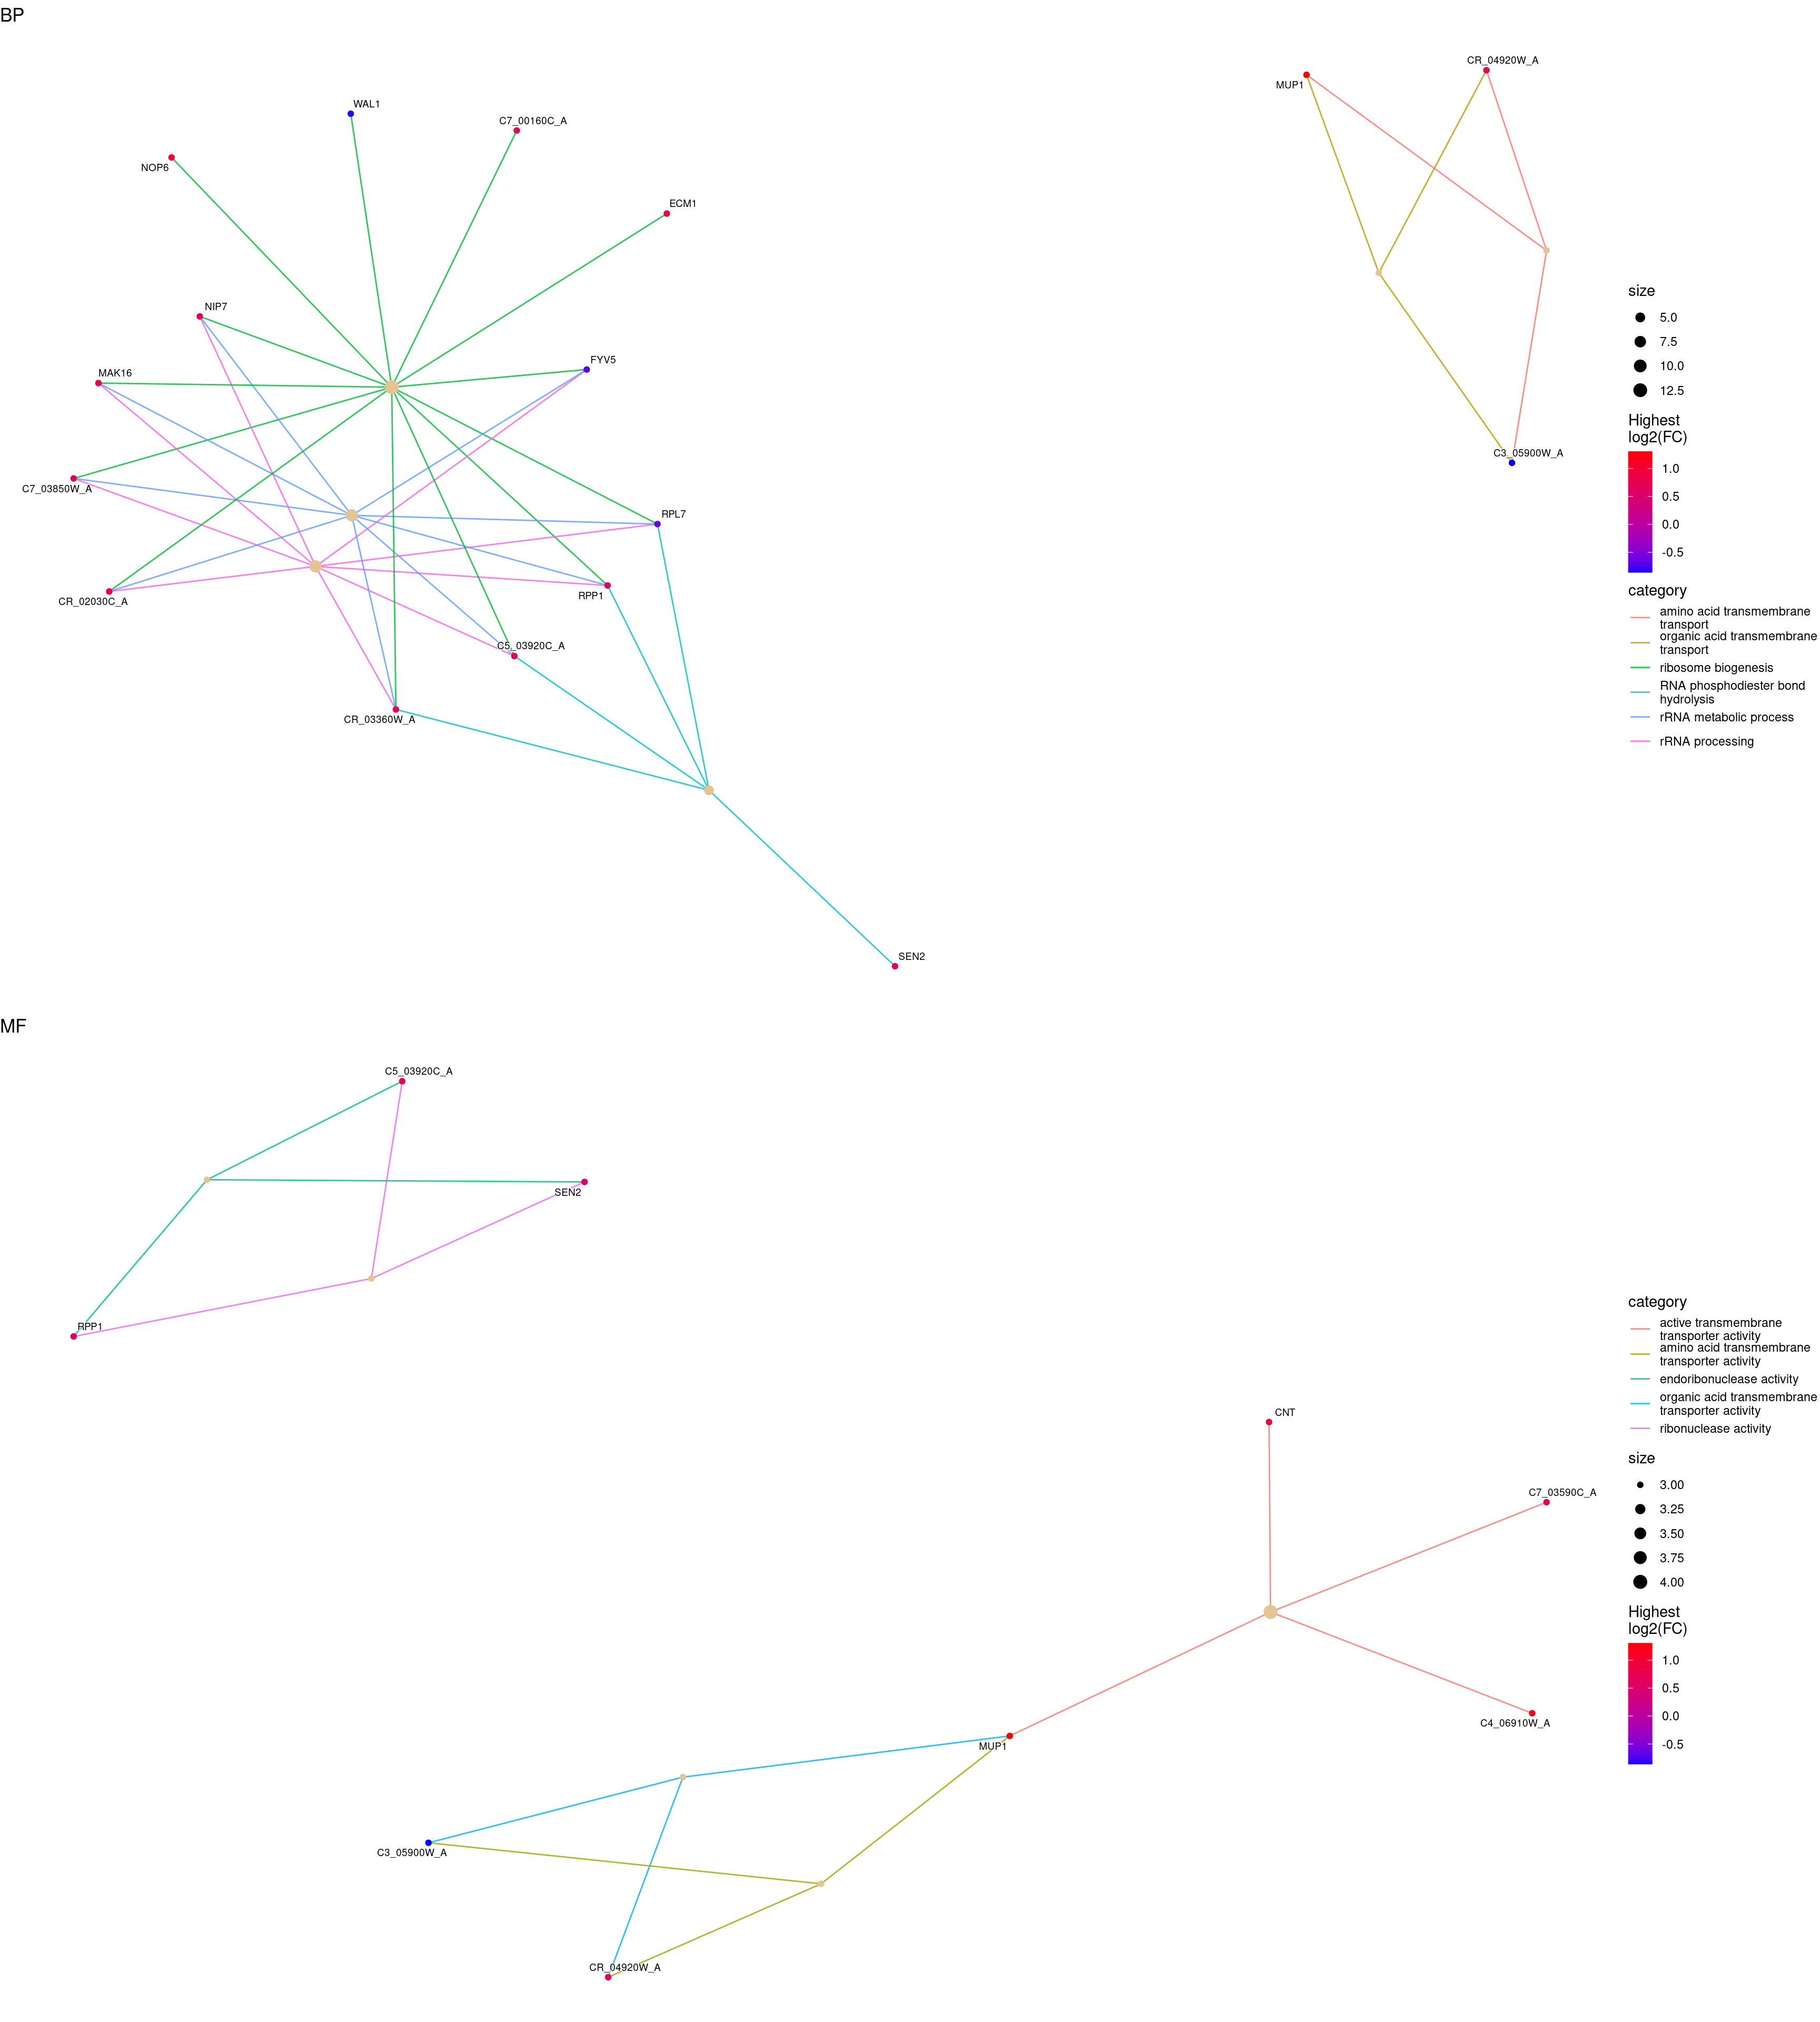 BP
CR_04920W_A
MUP1
WAL1
C7_00160C_A
NOP6
ECM1
NIP7
FYV5
MAK16
C3_05900W_A
C7_03850W_A
RPL7
CR_02030C_A
RPP1
C5_03920C_A
CR_03360W_A
SEN2
size
5.0
7.5
10.0
12.5
Highest
log2(FC)
1.0
0.5
0.0
-0.5
category
amino acid transmembrane
transport
organic acid transmembrane
transport
ribosome biogenesis
RNA phosphodiester bond
hydrolysis
rRNA metabolic process
rRNA processing
MF
C5_03920C_A
SEN2
RPP1
CNT
C7_03590C_A
C4_06910W_A
MUP1
C3_05900W_A
CR_04920W_A
category
active transmembrane
transporter activity
amino acid transmembrane
transporter activity
endoribonuclease activity
organic acid transmembrane
transporter activity
ribonuclease activity
size
3.00
3.25
3.50
3.75
4.00
Highest
log2(FC)
1.0
0.5
0.0
-0.5